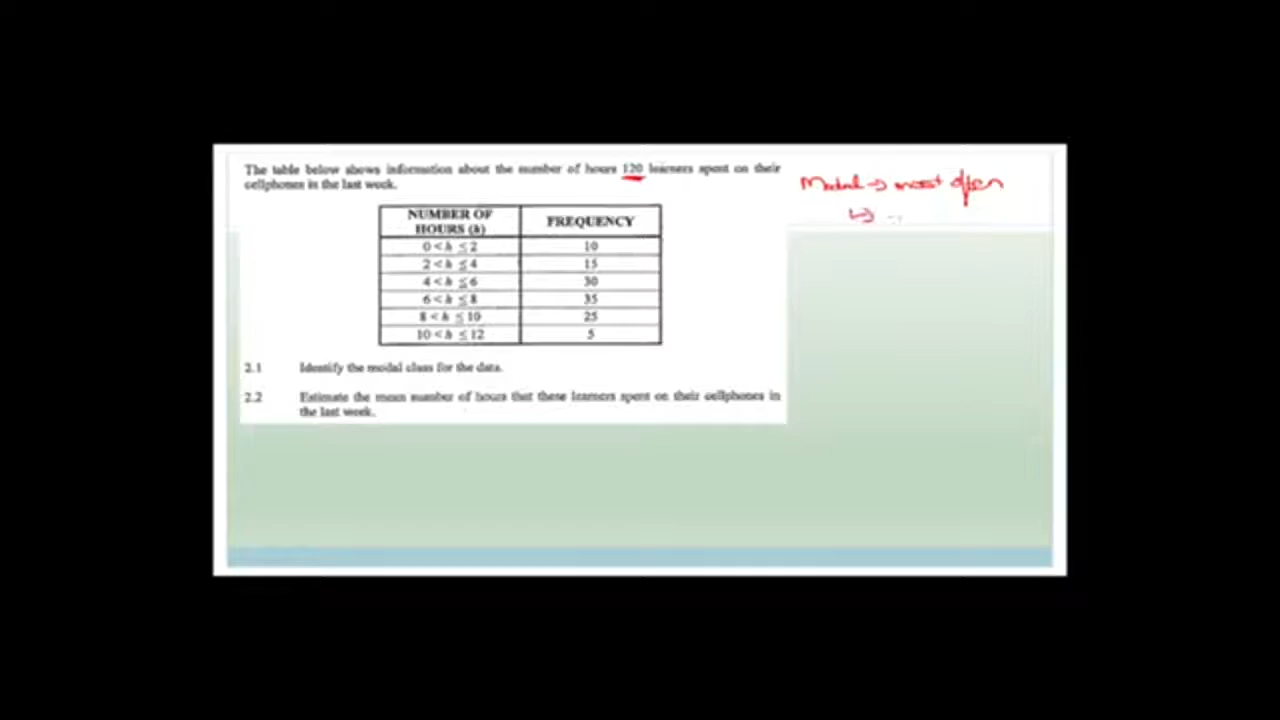 The table below shows information about the number of hours 120 learners spent on their
cellphones in the last week.
Modal → most often
↳
NUMBER OF HOURS (h) FREQUENCY
0 < h ≤ 2 10
2 < h ≤ 4 15
4 < h ≤ 6 30
6 < h ≤ 8 35
8 < h ≤ 10 25
10 < h ≤ 12 5
2.1 Identify the modal class for the data.
2.2 Estimate the mean number of hours that these learners spent on their cellphones in
the last week.